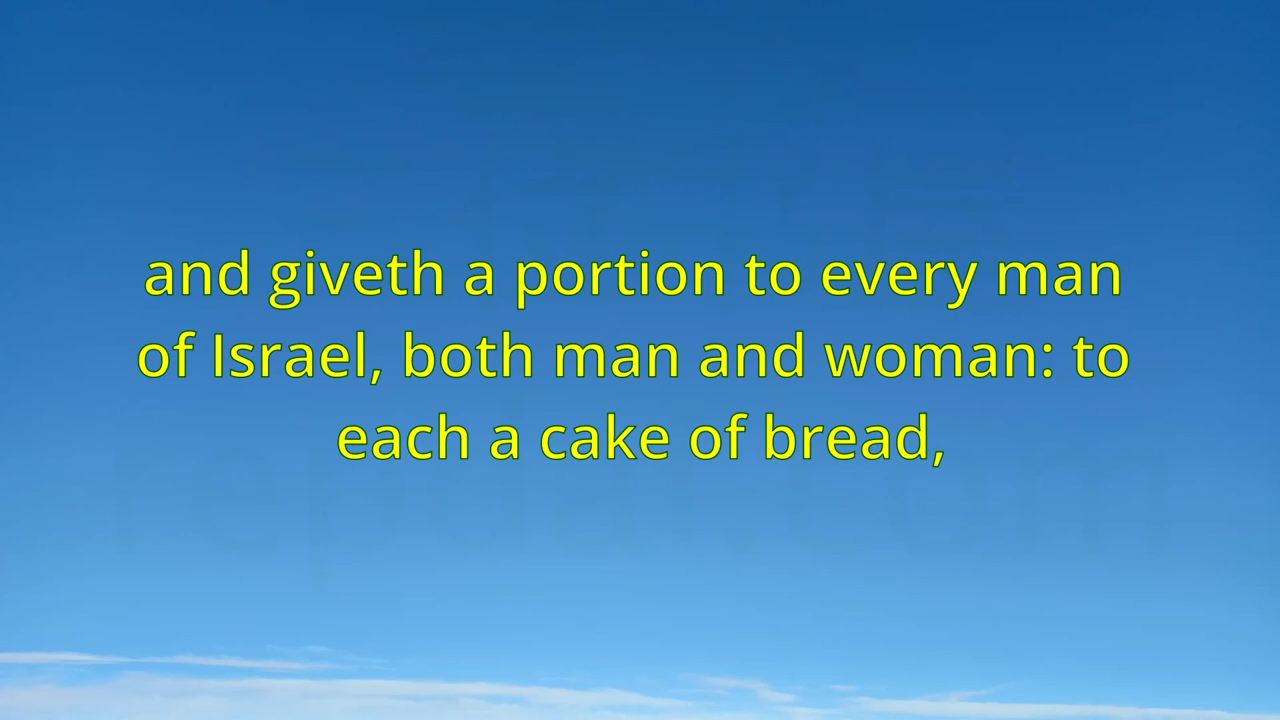 and giveth a portion to every man
of Israel, both man and woman: to
each a cake of bread,